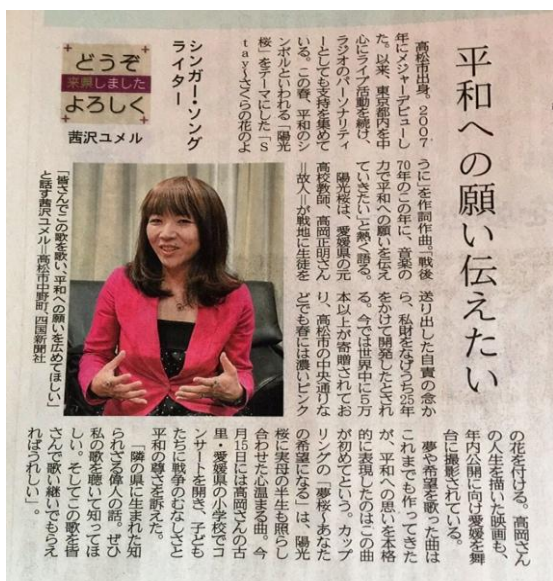 平和への願い伝えたい
どうぞ
来県しました
よろしく
茜沢ユメル
シンガー・ソング
ライター
高松市出身。2007
年にメジャーデビューし
た。以来、東京都内を中
心にライブ活動を続け、
ラジオのパーソナリティ
ーとしても支持を集めて
いる。この春、平和のシ
ンボルといわれる「陽光
桜」をテーマにした「S
tay～さくらの花のよ
うに」を作詞作曲。「戦後
70年のこの年に、音楽の
力で平和への願いを伝え
ていきたい」と熱く語る。
陽光桜は、愛媛県の元
高校教師、高岡正明さん
＝故人＝が戦地に生徒を
送り出した自責の念か
ら、私財をなげうち25年
をかけて開発したとされ
る。今では世界中に5万
本以上が寄贈されてお
り、高松市の中央通りな
どでも春には濃いピンク
の花を付ける。高岡さん
の人生を描いた映画も、
年内公開に向け愛媛を舞
台に撮影されている。
夢や希望を歌った曲は
これまでも作ってきた
が、平和への思いを本格
的に表現したのはこの曲
が初めてという。カップ
リングの「夢桜～あなた
の希望になる」は、陽光
桜に実母の半生も照らし
合わせた心温まる曲。今
月15日には高岡さんの古
里・愛媛県の小学校でコ
ンサートを開き、子ども
たちに戦争のむなしさと
平和の尊さを訴えた。
「隣の県に生まれた知
られざる偉人の話。ぜひ
私の歌を聴いて知ってほ
しい。そしてこの歌を皆
さんで歌い継いでもらえ
ればうれしい」。
「皆さんでこの歌を歌い、平和への願いを広めてほしい」
と話す茜沢ユメル＝高松市中野町、四国新聞社